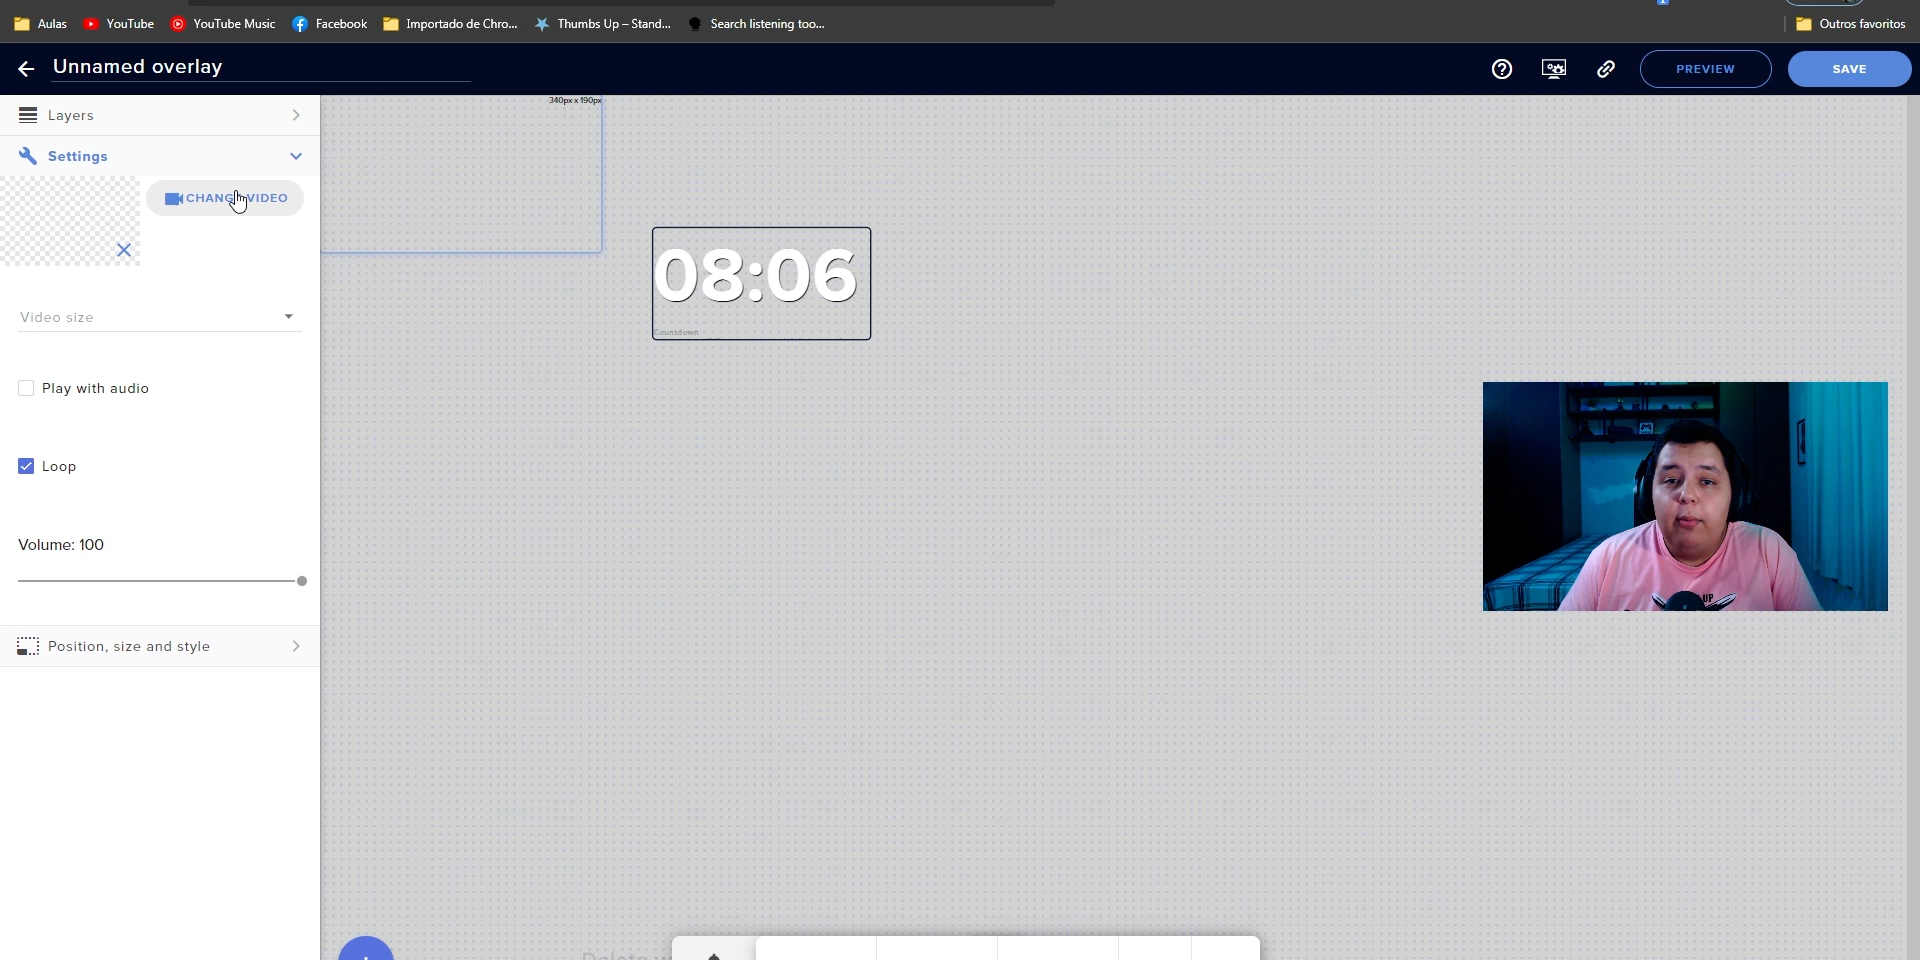 Aulas YouTube YouTube Music Facebook Importado de Chro... Thumbs Up – Stand... Search listening too... Outros favoritos
Unnamed overlay PREVIEW SAVE
Layers
340px x 190px
Settings
CHANG VIDEO
08:06
Countdown
Video size
Play with audio
Loop
Volume: 100
UP
Position, size and style